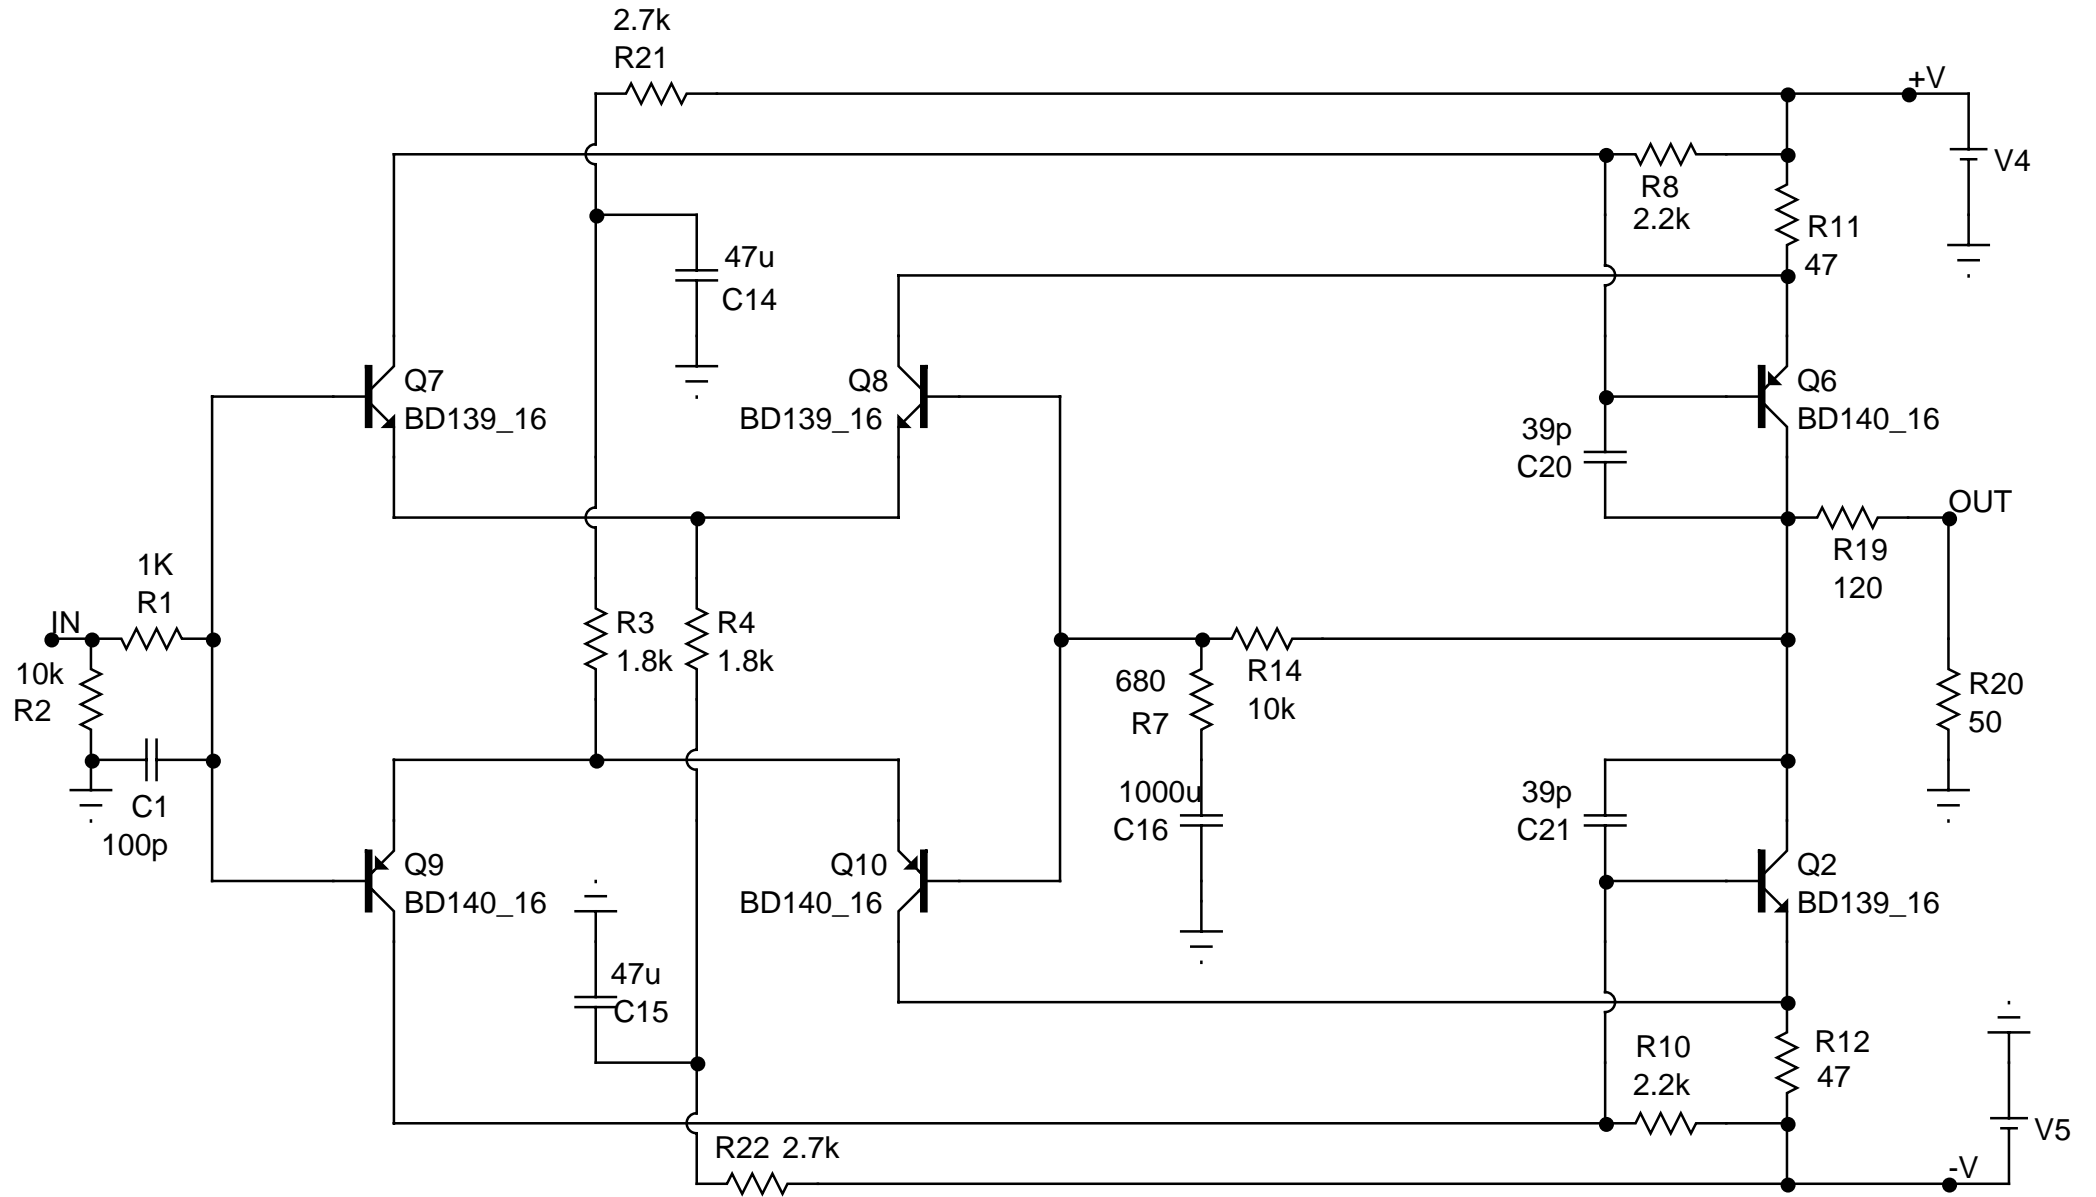 2.7k
R21
+V
V4
R8
2.2k
R11
47
47u
C14
Q7
BD139_16
Q8
BD139_16
Q6
BD140_16
39p
C20
OUT
R19
120
1K
R1
IN
10k
R2
R3
1.8k
R4
1.8k
680
R7
R14
10k
R20
50
C1
100p
1000u
C16
39p
C21
Q9
BD140_16
Q10
BD140_16
Q2
BD139_16
47u
C15
R10
2.2k
R12
47
R22 2.7k
V5
-V